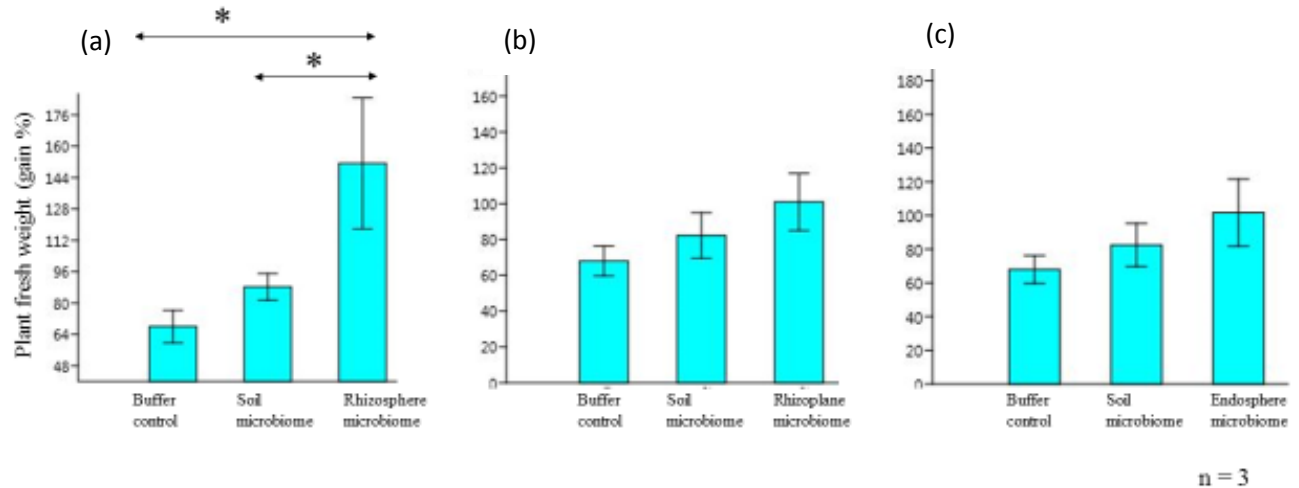 (a)
*
*
Plant fresh weight (gain %)
176
160
144
128
112
96
80
64
48
Buffer
control
Soil
microbiome
Rhizosphere
microbiome
(b)
160
140
120
100
80
60
40
20
0
Buffer
control
Soil
microbiome
Rhizoplane
microbiome
(c)
180
160
140
120
100
80
60
40
20
0
Buffer
control
Soil
microbiome
Endosphere
microbiome
n = 3